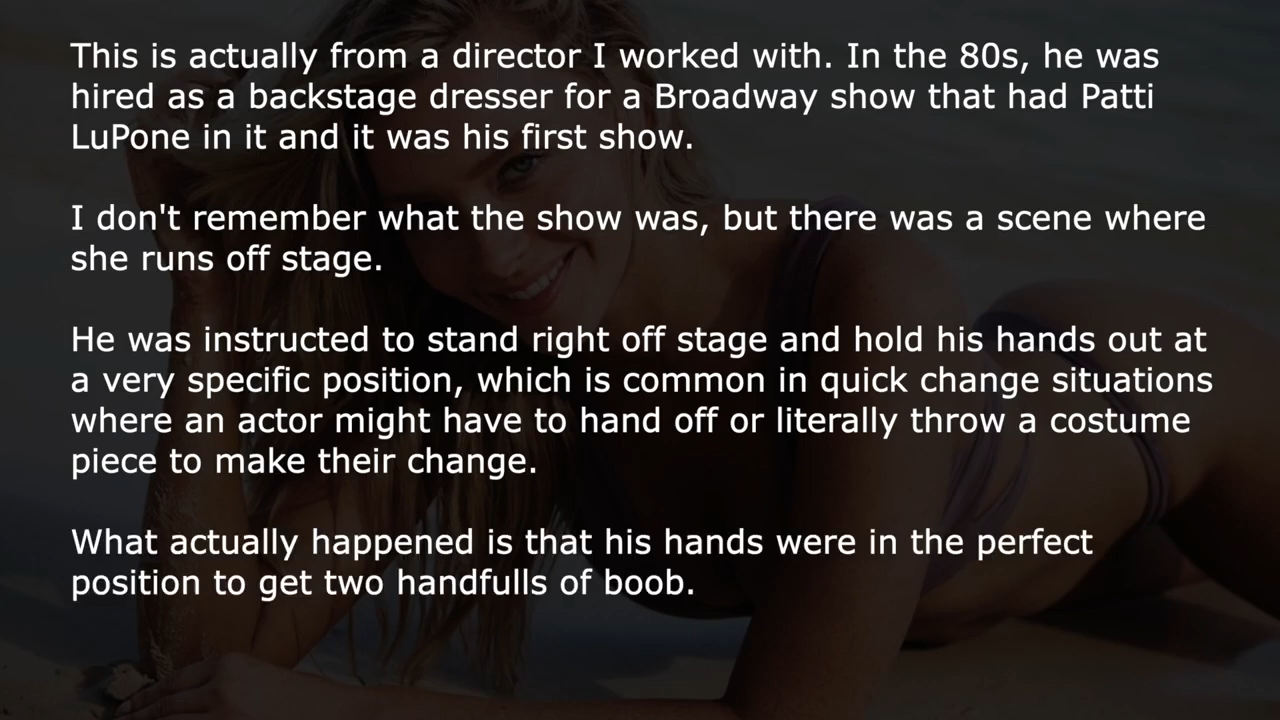 This is actually from a director I worked with. In the 80s, he was
hired as a backstage dresser for a Broadway show that had Patti
LuPone in it and it was his first show.
I don't remember what the show was, but there was a scene where
she runs off stage.
He was instructed to stand right off stage and hold his hands out at
a very specific position, which is common in quick change situations
where an actor might have to hand off or literally throw a costume
piece to make their change.
What actually happened is that his hands were in the perfect
position to get two handfulls of boob.